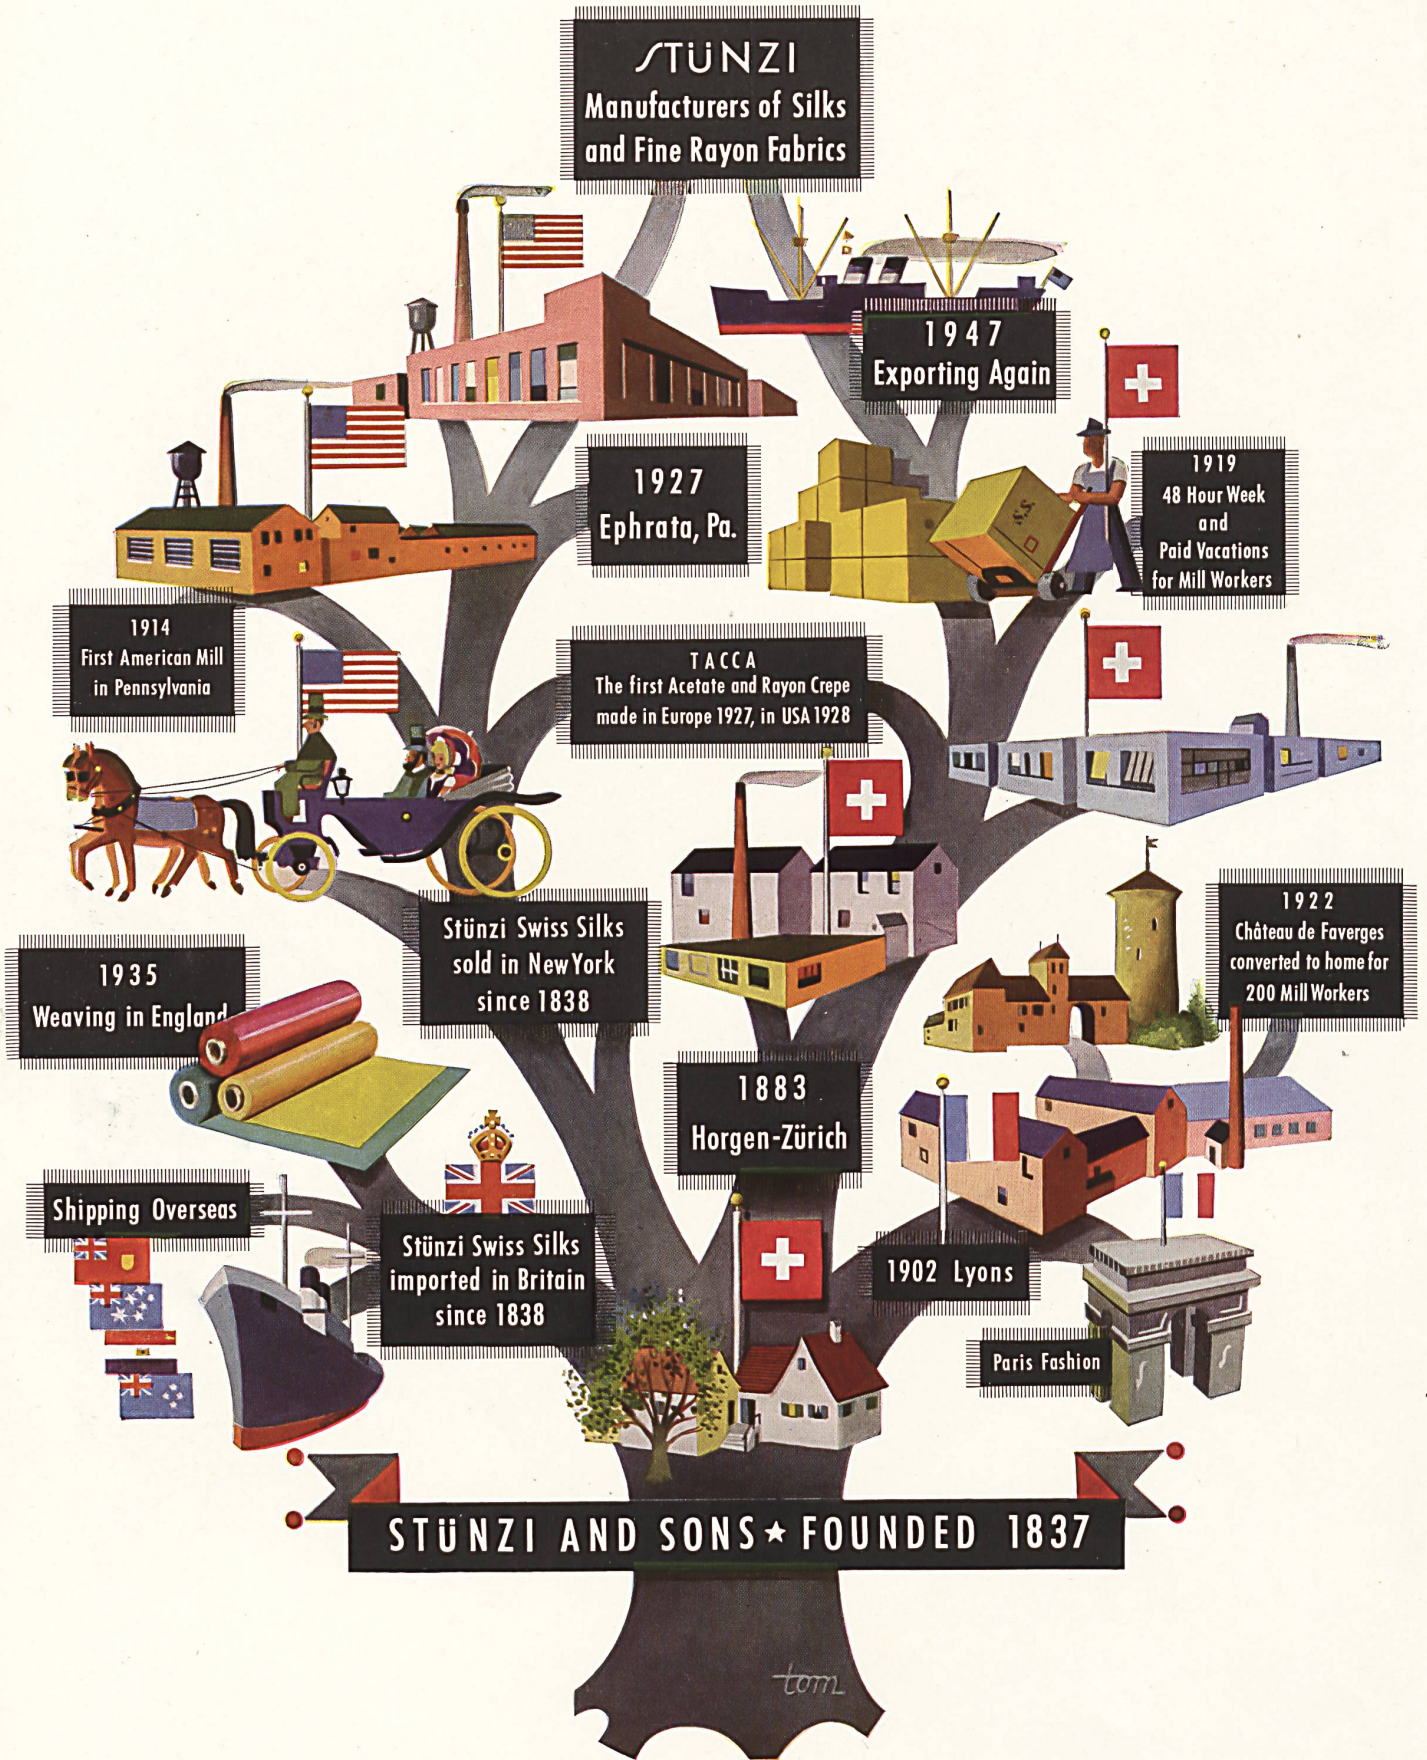 STÜNZI
Manufacturers of Silks
and Fine Rayon Fabrics
1947
Exporting Again
1927
Ephrata, Pa.
S.S.
1919
48 Hour Week
and
Paid Vacations
for Mill Workers
1914
First American Mill
in Pennsylvania
TACCA
The first Acetate and Rayon Crepe
made in Europe 1927, in USA 1928
Stünzi Swiss Silks
sold in New York
since 1838
1922
Château de Faverges
converted to home for
200 Mill Workers
1935
Weaving in England
1883
Horgen-Zürich
Shipping Overseas
Stünzi Swiss Silks
imported in Britain
since 1838
1902 Lyons
Paris Fashion
STÜNZI AND SONS★FOUNDED 1837
tom